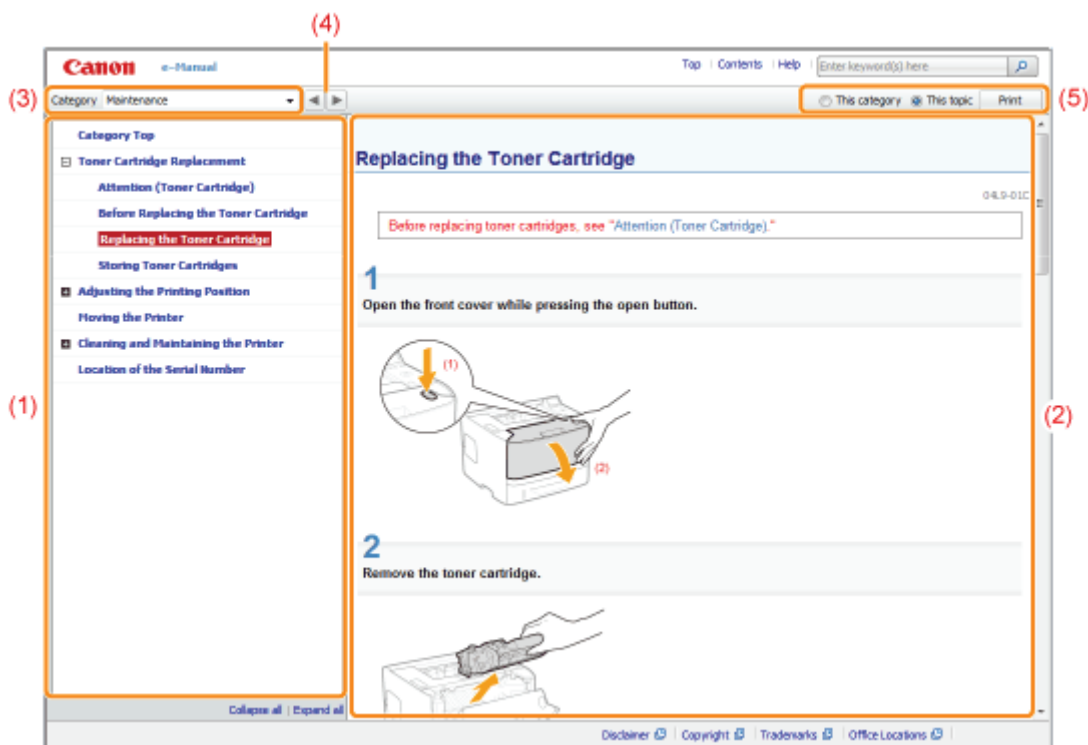 (4)
Canon e-Manual Top Contents Help Enter keyword(s) here
(3) Category Maintenance This category This topic Print (5)
Category Top
Toner Cartridge Replacement
Attention (Toner Cartridge)
Before Replacing the Toner Cartridge
Replacing the Toner Cartridge
Storing Toner Cartridges
Adjusting the Printing Position
Moving the Printer
Cleaning and Maintaining the Printer
Location of the Serial Number
(1)
Collapse all | Expand all
Replacing the Toner Cartridge
04L9-01C
Before replacing toner cartridges, see "Attention (Toner Cartridge)."
1
Open the front cover while pressing the open button.
(1)
(2)
(2)
2
Remove the toner cartridge.
Disclaimer Copyright Trademarks Office Locations